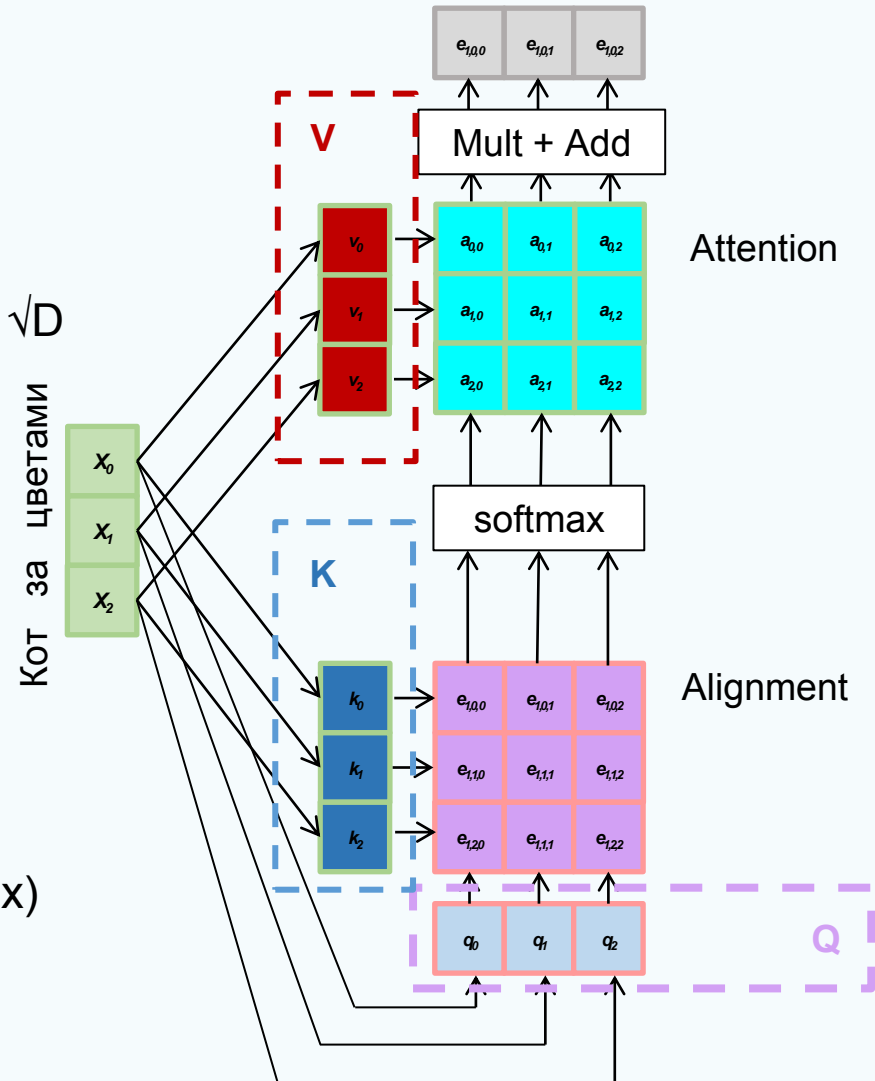 e1,0,0 e1,0,1 e1,0,2
Mult + Add
V
v0 a0,0 a0,1 a0,2
Attention
v1 a1,0 a1,1 a1,2
v2 a2,0 a2,1 a2,2
√D
Кот за цветами
x0
x1
x2
softmax
K
k0 e1,0,0 e1,0,1 e1,0,2
Alignment
k1 e1,1,0 e1,1,1 e1,1,2
k2 e1,2,0 e1,1,1 e1,2,2
x)
q0 q1 q2
Q